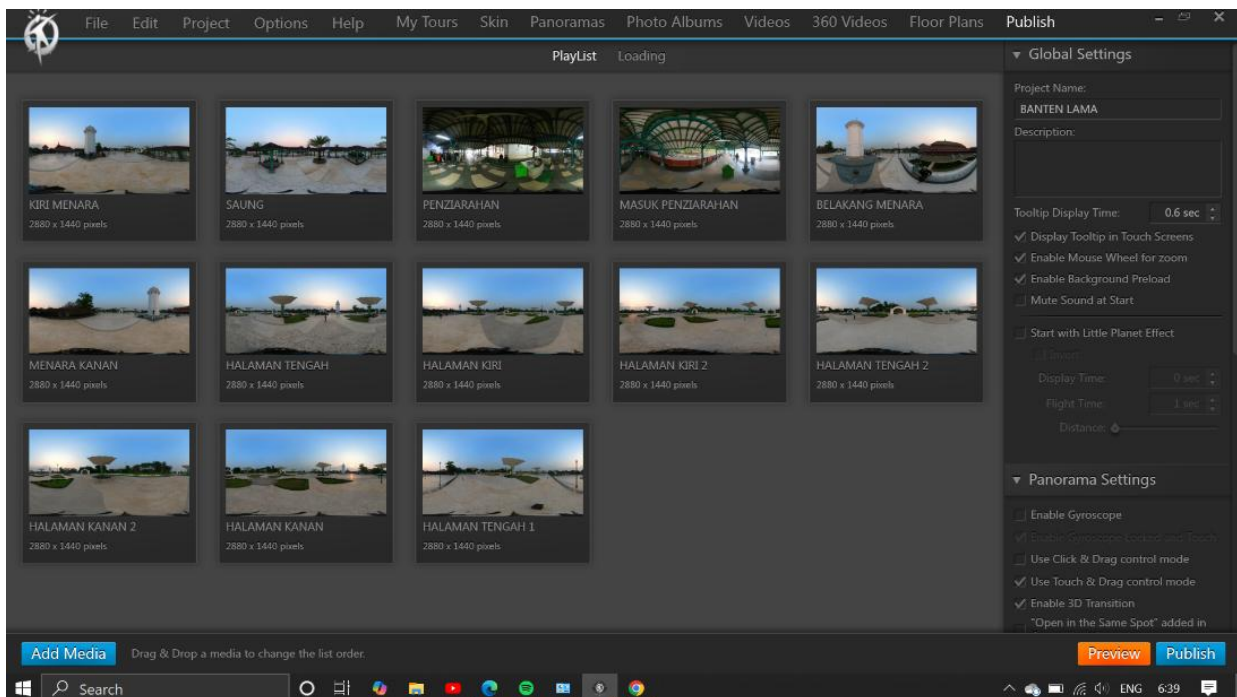 File Edit Project Options Help My Tours Skin Panoramas Photo Albums Videos 360 Videos Floor Plans Publish
PlayList Loading
Global Settings
Project Name:
BANTEN LAMA
Description:
Tooltip Display Time: 0.6 sec
Display Tooltip in Touch Screens
Enable Mouse Wheel for zoom
Enable Background Preload
Mute Sound at Start
Start with Little Planet Effect
Invert
Display Time: 0 sec
Flight Time: 1 sec
Distance:
Panorama Settings
Enable Gyroscope
Enable Gyroscope Locked and Touch
Use Click & Drag control mode
Use Touch & Drag control mode
Enable 3D Transition
"Open in the Same Spot" added in
KIRI MENARA SAUNG PENZIARAHAN MASUK PENZIARAHAN BELAKANG MENARA
2880 x 1440 pixels 2880 x 1440 pixels 2880 x 1440 pixels 2880 x 1440 pixels 2880 x 1440 pixels
MENARA KANAN HALAMAN TENGAH HALAMAN KIRI HALAMAN KIRI 2 HALAMAN TENGAH 2
2880 x 1440 pixels 2880 x 1440 pixels 2880 x 1440 pixels 2880 x 1440 pixels 2880 x 1440 pixels
HALAMAN KANAN 2 HALAMAN KANAN HALAMAN TENGAH 1
2880 x 1440 pixels 2880 x 1440 pixels 2880 x 1440 pixels
Add Media Drag & Drop a media to change the list order. Preview Publish
Search ENG 6:39